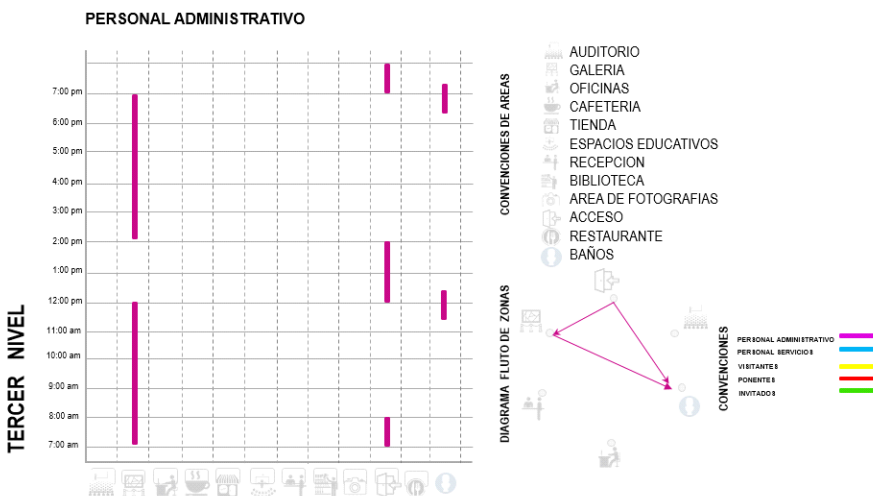 PERSONAL ADMINISTRATIVO
7:00 pm
6:00 pm
5:00 pm
4:00 pm
3:00 pm
2:00 pm
1:00 pm
12:00 pm
11:00 am
10:00 am
9:00 am
8:00 am
7:00 am
TERCER NIVEL
CONVENCIONES DE AREAS
AUDITORIO
GALERIA
OFICINAS
CAFETERIA
TIENDA
ESPACIOS EDUCATIVOS
RECEPCION
BIBLIOTECA
AREA DE FOTOGRAFIAS
ACCESO
RESTAURANTE
BAÑOS
DIAGRAMA FLUTO DE ZONAS
CONVENCIONES
PERSONAL ADMINISTRATIVO
PERSONAL SERVICIOS
VISITANTES
PONENTES
INVITADOS